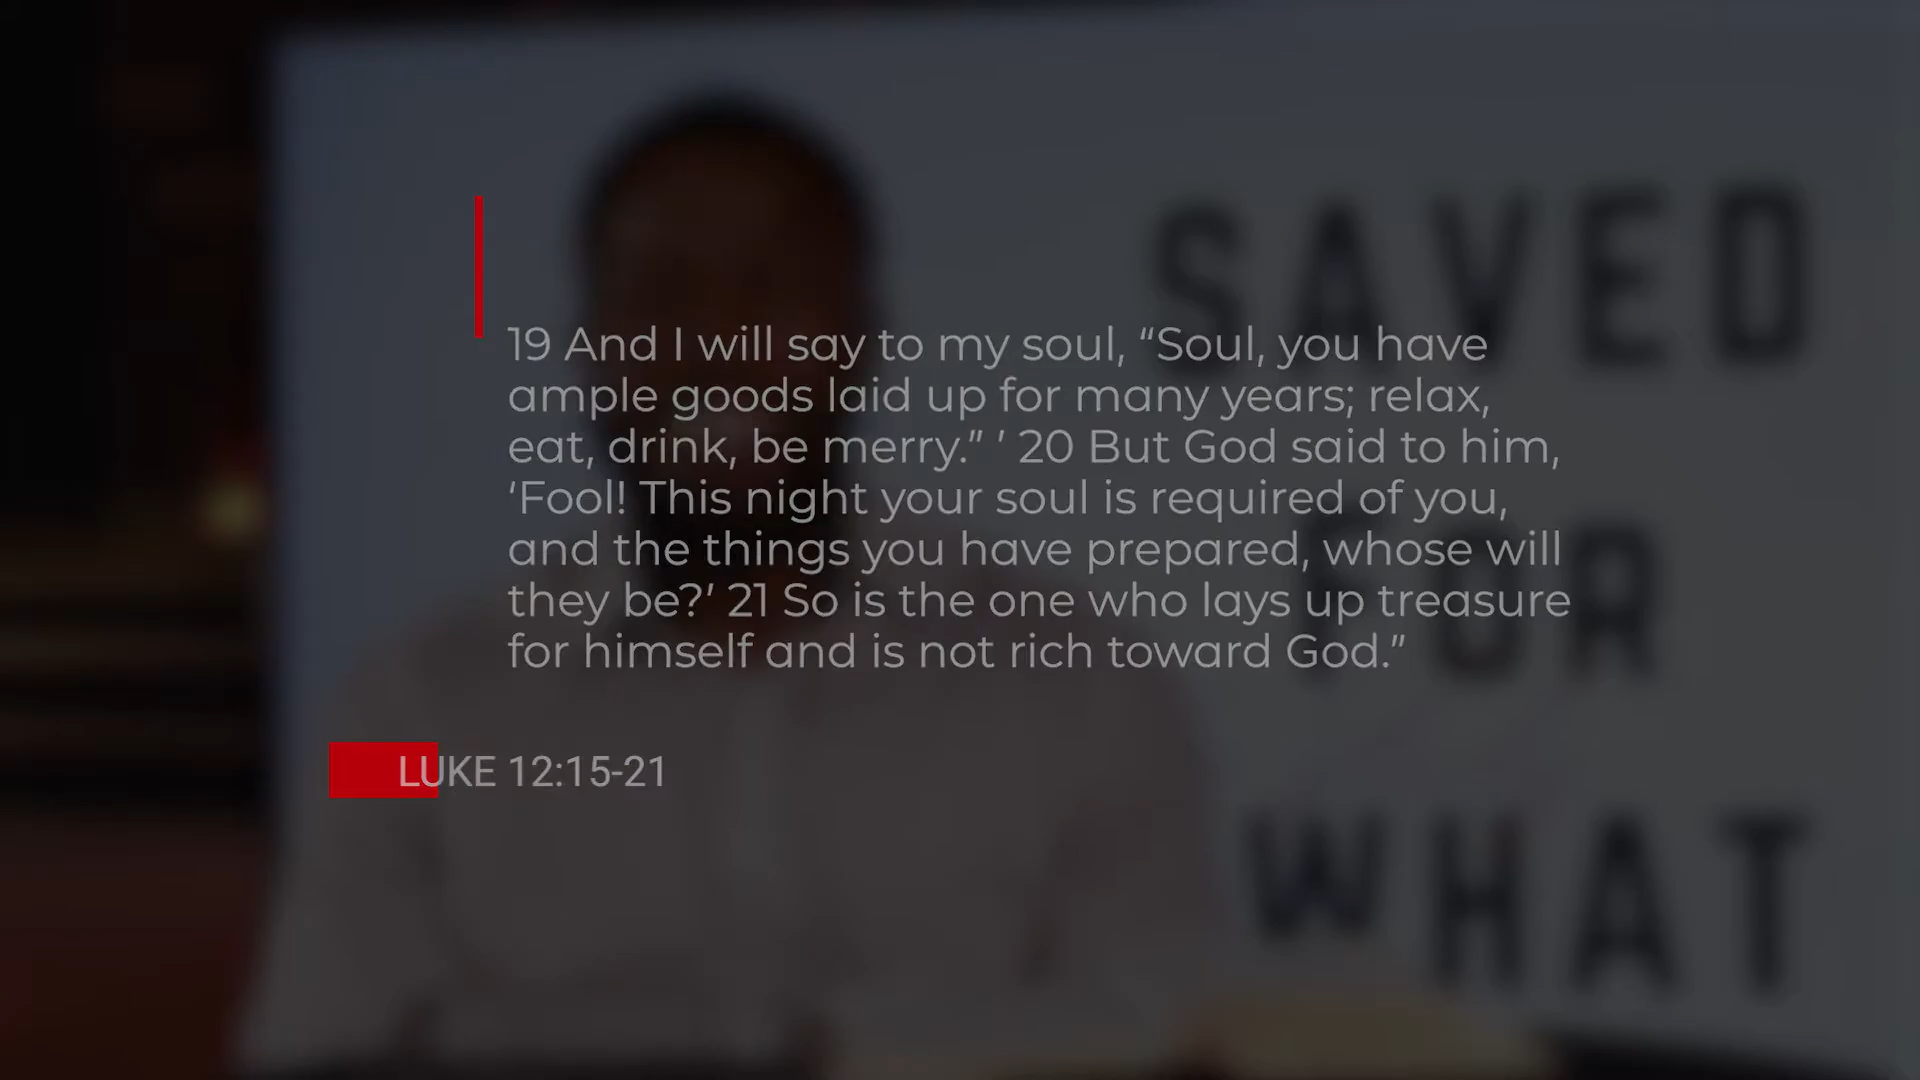 SAVED
FOR
WHAT
19 And I will say to my soul, “Soul, you have
ample goods laid up for many years; relax,
eat, drink, be merry.” ’ 20 But God said to him,
‘Fool! This night your soul is required of you,
and the things you have prepared, whose will
they be?’ 21 So is the one who lays up treasure
for himself and is not rich toward God.”
LUKE 12:15-21